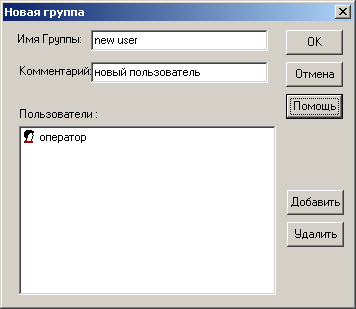 Новая группа
Имя Группы: new user OK
Комментарий: новый пользователь Отмена
Помощь
Пользователи :
оператор
Добавить
Удалить